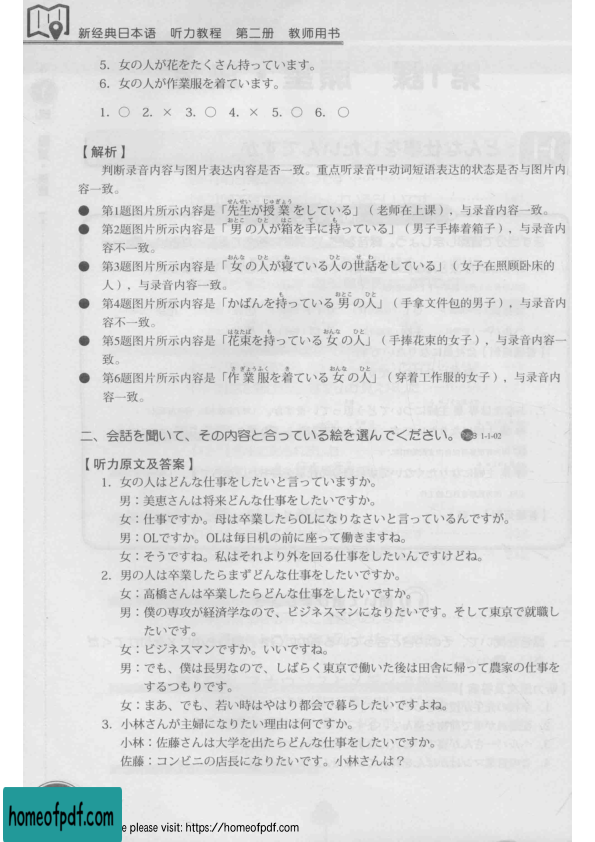 新经典日本语 听力教程 第二册 教师用书
5. 女の人が花をたくさん持っています。
6. 女の人が作業服を着ています。
1. ○ 2. × 3. ○ 4. × 5. ○ 6. ○
【解析】
判断录音内容与图片表达内容是否一致。重点听录音中动词短语表达的状态是否与图片内
容一致。
● 第1题图片所示内容是「先生が授業をしている」（老师在上课），与录音内容一致。
● 第2题图片所示内容是「男の人が箱を手に持っている」（男子手捧着箱子），与录音内
容不一致。
● 第3题图片所示内容是「女の人が寝ている人の世話をしている」（女子在照顾卧床的
人），与录音内容一致。
● 第4题图片所示内容是「かばんを持っている男の人」（手拿文件包的男子），与录音内
容不一致。
● 第5题图片所示内容是「花束を持っている女の人」（手捧花束的女子），与录音内容一
致。
● 第6题图片所示内容是「作業服を着ている女の人」（穿着工作服的女子），与录音内
容一致。
二、会話を聞いて、その内容と合っている絵を選んでください。 1-1-02
【听力原文及答案】
1. 女の人はどんな仕事をしたいと言っていますか。
男：美恵さんは将来どんな仕事をしたいですか。
女：仕事ですか。母は卒業したらOLになりなさいと言っているんですが。
男：OLですか。OLは毎日机の前に座って働きますね。
女：そうですね。私はそれより外を回る仕事をしたいんですけどね。
2. 男の人は卒業したらまずどんな仕事をしたいですか。
女：高橋さんは卒業したらどんな仕事をしたいですか。
男：僕の専攻が経済学なので、ビジネスマンになりたいです。そして東京で就職し
たいです。
女：ビジネスマンですか。いいですね。
男：でも、僕は長男なので、しばらく東京で働いた後は田舎に帰って農家の仕事を
するつもりです。
女：まあ、でも、若い時はやはり都会で暮らしたいですよね。
3. 小林さんが主婦になりたい理由は何ですか。
小林：佐藤さんは大学を出たらどんな仕事をしたいですか。
佐藤：コンビニの店長になりたいです。小林さんは？
homeofpdf.com
e please visit: https://homeofpdf.com